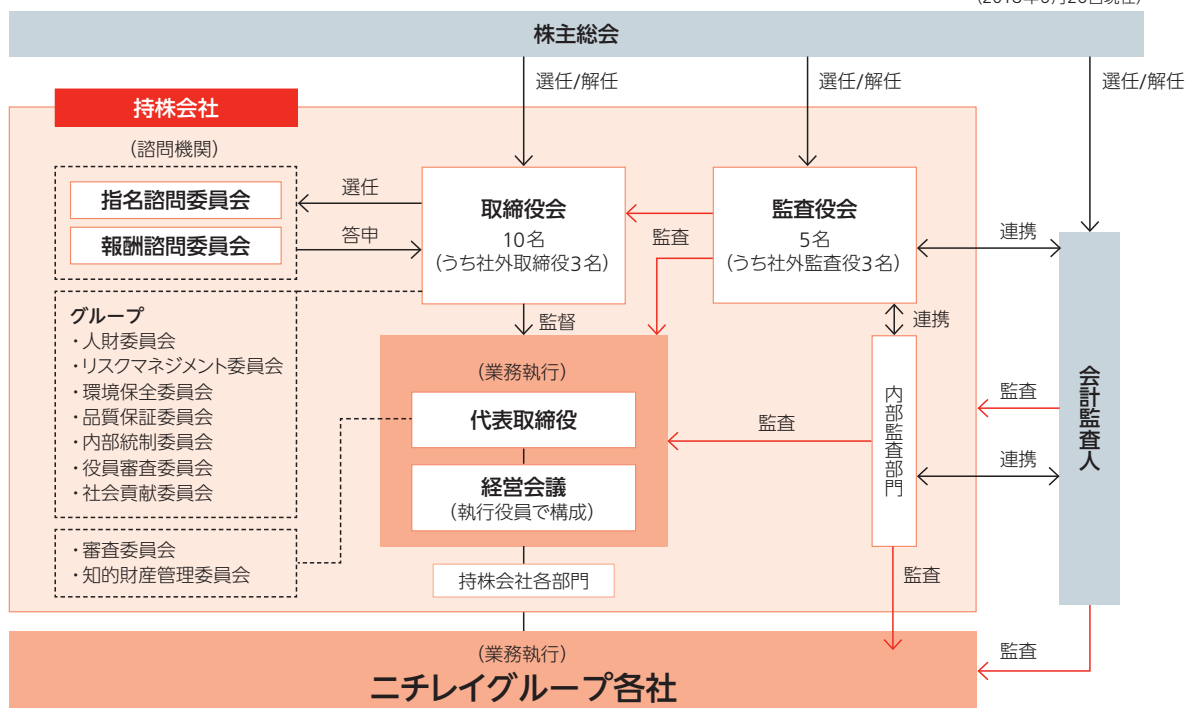 株主総会
選任/解任
選任/解任
選任/解任
持株会社
(諮問機関)
指名諮問委員会
報酬諮問委員会
選任
答申
取締役会
10名
(うち社外取締役3名)
監査
監査役会
5名
(うち社外監査役3名)
連携
グループ
・人財委員会
・リスクマネジメント委員会
・環境保全委員会
・品質保証委員会
・内部統制委員会
・役員審査委員会
・社会貢献委員会
監督
連携
(業務執行)
代表取締役
経営会議
(執行役員で構成)
監査
内部監査部門
監査
連携
会計監査人
・審査委員会
・知的財産管理委員会
持株会社各部門
監査
監査
(業務執行)
ニチレイグループ各社